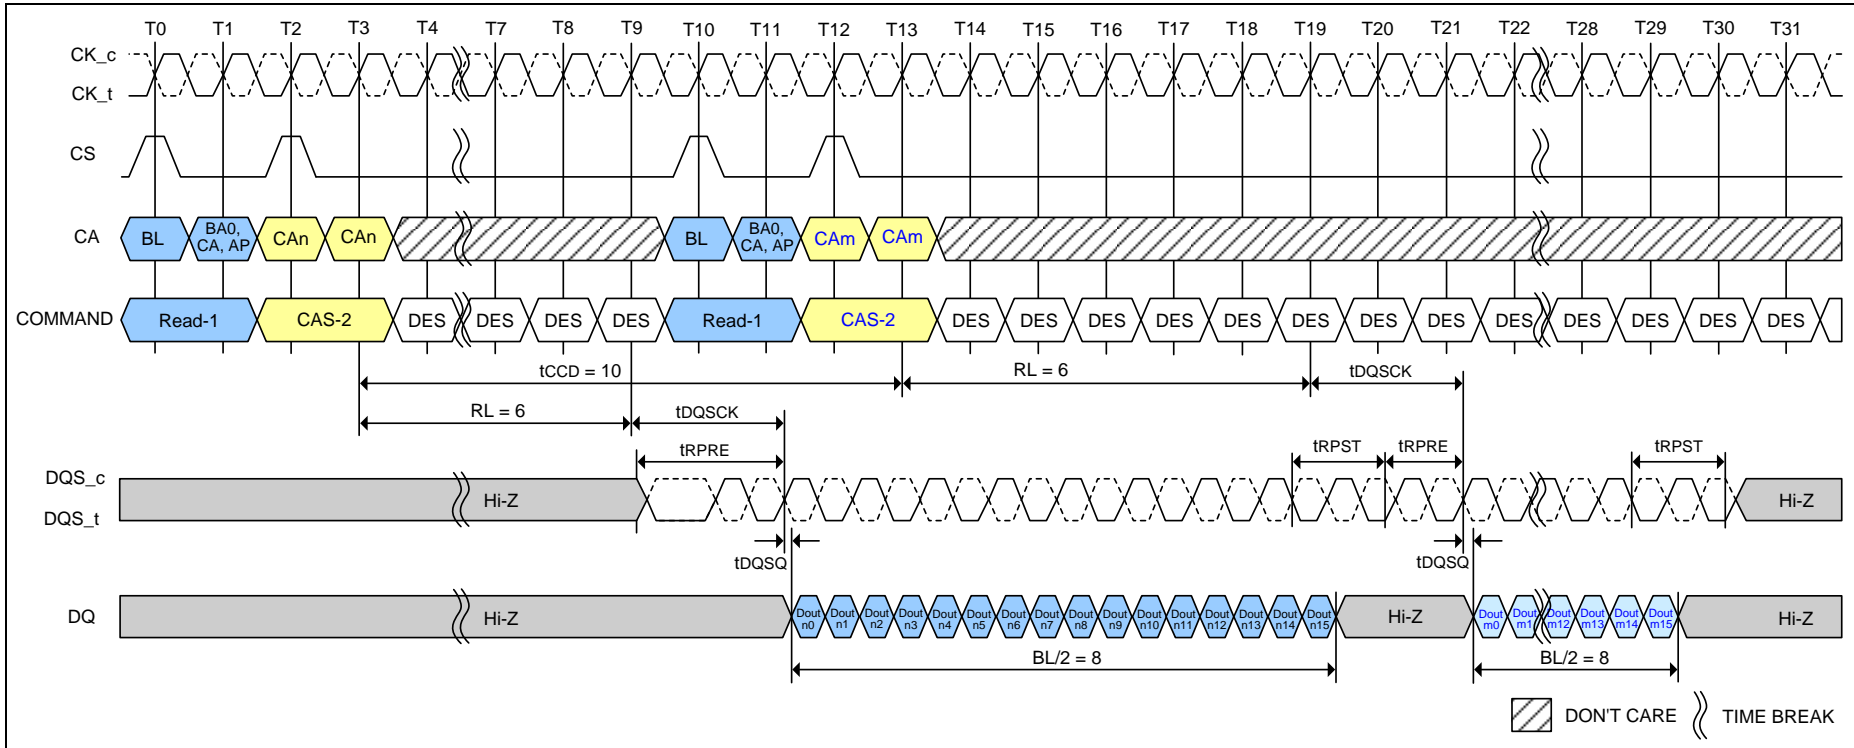 T0 T1 T2 T3 T4 T7 T8 T9 T10 T11 T12 T13 T14 T15 T16 T17 T18 T19 T20 T21 T22 T28 T29 T30 T31
CK_c
CK_t
CS
CA BL BA0, CA, AP CAn CAn BL BA0, CA, AP CAm CAm
COMMAND Read-1 CAS-2 DES DES DES DES Read-1 CAS-2 DES DES DES DES DES DES DES DES DES DES DES DES DES
tCCD = 10 RL = 6 tDQSCK
RL = 6 tDQSCK
tRPRE tRPST tRPRE tRPST
DQS_c
Hi-Z Hi-Z
DQS_t
tDQSQ tDQSQ
DQ Hi-Z Dout n0 Dout n1 Dout n2 Dout n3 Dout n4 Dout n5 Dout n6 Dout n7 Dout n8 Dout n9 Dout n10 Dout n11 Dout n12 Dout n13 Dout n14 Dout n15 Hi-Z Dout m0 Dout m1 Dout m12 Dout m13 Dout m14 Dout m15 Hi-Z
BL/2 = 8 BL/2 = 8
DON'T CARE TIME BREAK